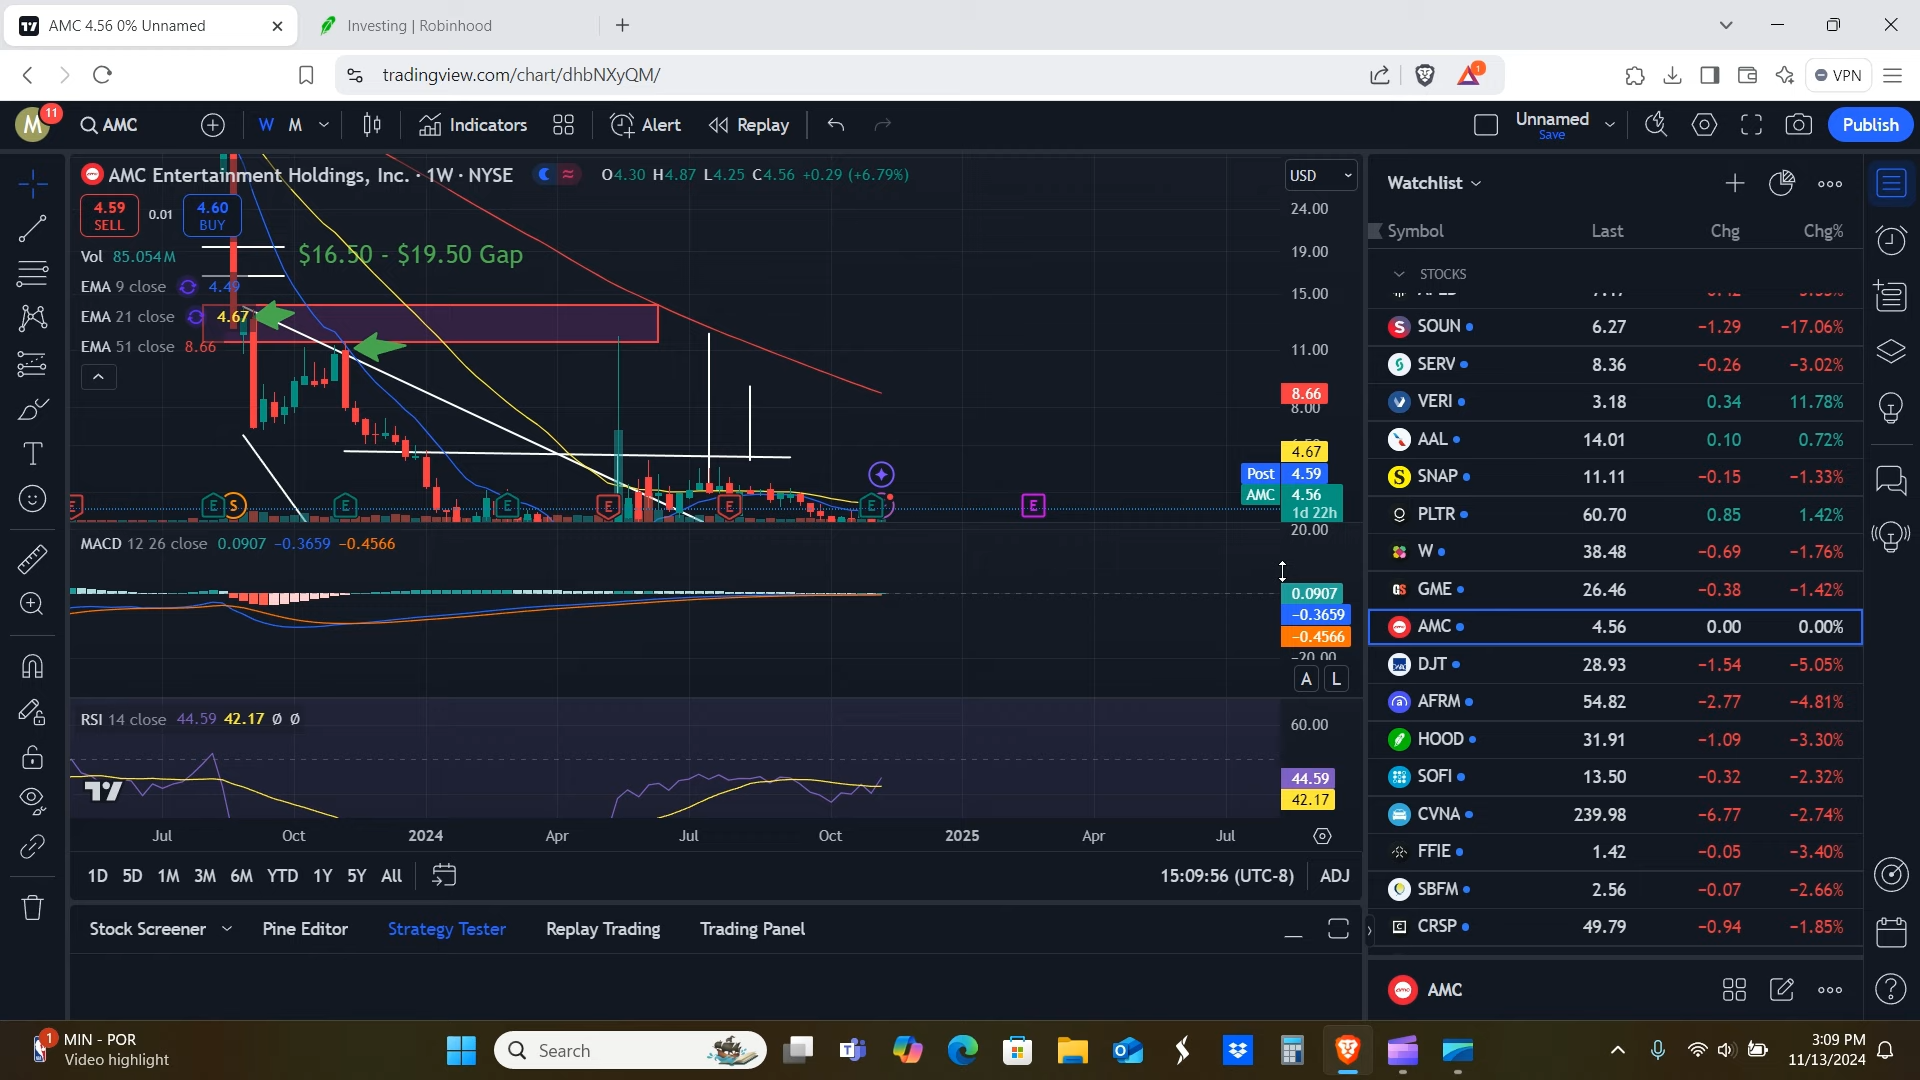 AMC 4.56 0% Unnamed
Investing | Robinhood
tradingview.com/chart/dhbNXyQM/
1
VPN
M
11
AMC
W M
Indicators
Alert
Replay
Unnamed
Save
Publish
AMC Entertainment Holdings, Inc. · 1W · NYSE
O4.30 H4.87 L4.25 C4.56 +0.29 (+6.79%)
USD
4.59
SELL
0.01
4.60
BUY
Vol 85.054M
EMA 9 close 4.49
EMA 21 close 4.67
EMA 51 close 8.66
$16.50 - $19.50 Gap
24.00
19.00
15.00
11.00
8.66
8.00
4.67
Post 4.59
AMC 4.56
1d 22h
E
E S E E E E E E
20.00
MACD 12 26 close 0.0907 −0.3659 −0.4566
0.0907
−0.3659
−0.4566
−20.00
A L
RSI 14 close 44.59 42.17 Ø Ø
60.00
44.59
42.17
Jul Oct 2024 Apr Jul Oct 2025 Apr Jul
1D 5D 1M 3M 6M YTD 1Y 5Y All
15:09:56 (UTC-8) ADJ
Stock Screener Pine Editor Strategy Tester Replay Trading Trading Panel
Watchlist
Symbol Last Chg Chg%
STOCKS
SOUN 6.27 −1.29 −17.06%
SERV 8.36 −0.26 −3.02%
VERI 3.18 0.34 11.78%
AAL 14.01 0.10 0.72%
SNAP 11.11 −0.15 −1.33%
PLTR 60.70 0.85 1.42%
W 38.48 −0.69 −1.76%
GME 26.46 −0.38 −1.42%
AMC 4.56 0.00 0.00%
DJT 28.93 −1.54 −5.05%
AFRM 54.82 −2.77 −4.81%
HOOD 31.91 −1.09 −3.30%
SOFI 13.50 −0.32 −2.32%
CVNA 239.98 −6.77 −2.74%
FFIE 1.42 −0.05 −3.40%
SBFM 2.56 −0.07 −2.66%
CRSP 49.79 −0.94 −1.85%
AMC
1
MIN - POR
Video highlight
Search
3:09 PM
11/13/2024